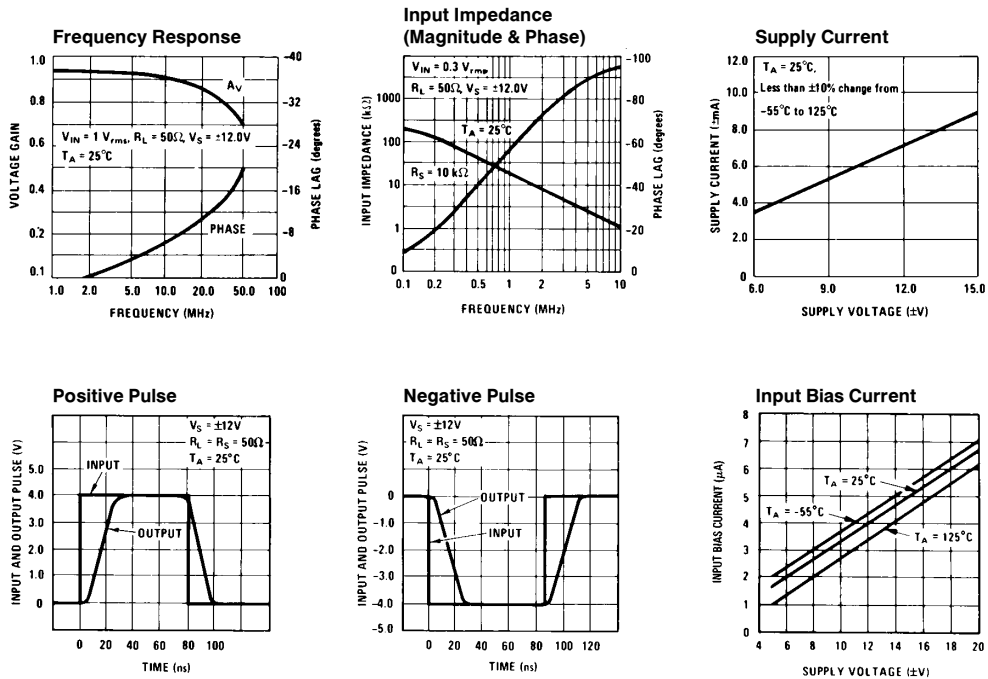 Frequency Response
1.0
0.8
0.6
0.4
0.2
0.1
VOLTAGE GAIN
-40
-32
-24
-16
-8
0
PHASE LAG (degrees)
AV
VIN = 1 Vrms, RL = 50Ω, VS = ±12.0V
TA = 25°C
PHASE
1.0 2.0 5.0 10.0 20.0 50.0 100
FREQUENCY (MHz)
Input Impedance
(Magnitude & Phase)
VIN = 0.3 Vrms
RL = 50Ω, VS = ±12.0V
TA = 25°C
RS = 10 kΩ
1000
100
10
1
0
INPUT IMPEDANCE (kΩ)
-100
-80
-60
-40
-20
0
PHASE LAG (degrees)
0.1 0.2 0.5 1 2 5 10
FREQUENCY (MHz)
Supply Current
12.0
10.0
8.0
6.0
4.0
2.0
0
SUPPLY CURRENT (±mA)
TA = 25°C,
Less than ±10% change from
-55°C to 125°C
6.0 9.0 12.0 15.0
SUPPLY VOLTAGE (±V)
Positive Pulse
VS = ±12V
RL = RS = 50Ω
TA = 25°C
INPUT
OUTPUT
5.0
4.0
3.0
2.0
1.0
0
INPUT AND OUTPUT PULSE (V)
0 20 40 60 80 0
TIME (ns)
Negative Pulse
VS = ±12V
RL = RS = 50Ω
TA = 25°C
OUTPUT
INPUT
0
-1.0
-2.0
-3.0
-4.0
-5.0
INPUT AND OUTPUT PULSE (V)
0 20 40 60 80 100 120
TIME (ns)
Input Bias Current
8
7
6
5
4
3
2
1
0
INPUT BIAS CURRENT (μA)
TA = 25°C
TA = -55°C
TA = 125°C
4 6 8 10 12 14 16 18 20
SUPPLY VOLTAGE (±V)